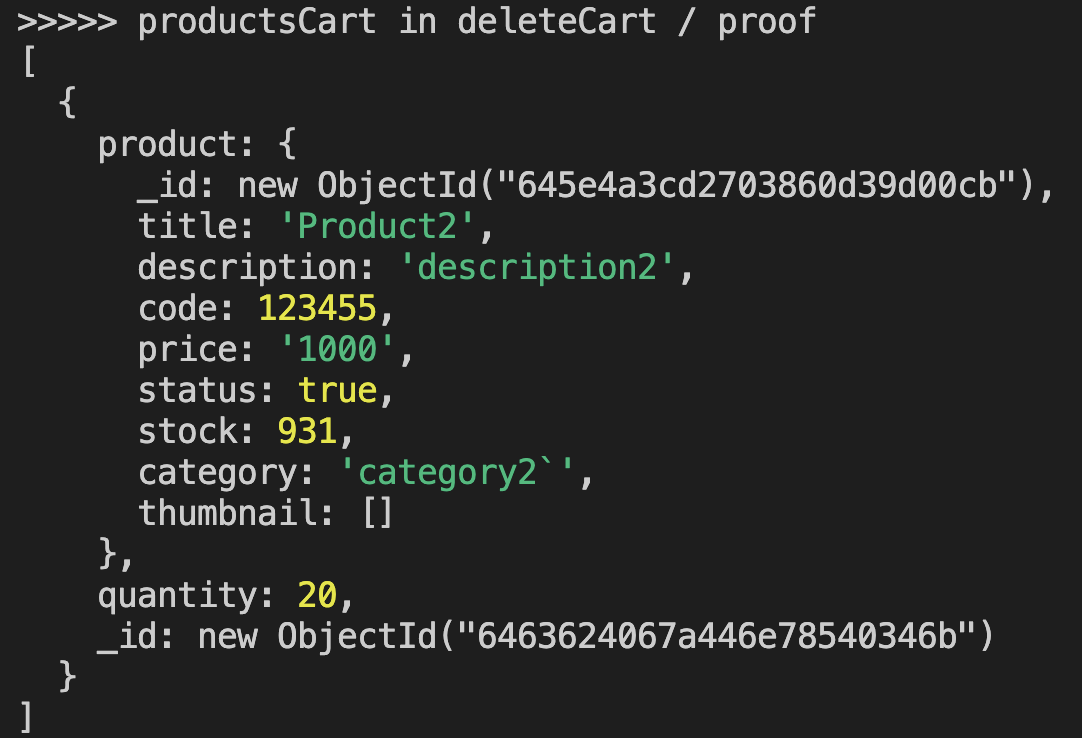 >>>>> productsCart in deleteCart / proof
[
  {
    product: {
      _id: new ObjectId("645e4a3cd2703860d39d00cb"),
      title: 'Product2',
      description: 'description2',
      code: 123455,
      price: '1000',
      status: true,
      stock: 931,
      category: 'category2`',
      thumbnail: []
    },
    quantity: 20,
    _id: new ObjectId("6463624067a446e78540346b")
  }
]